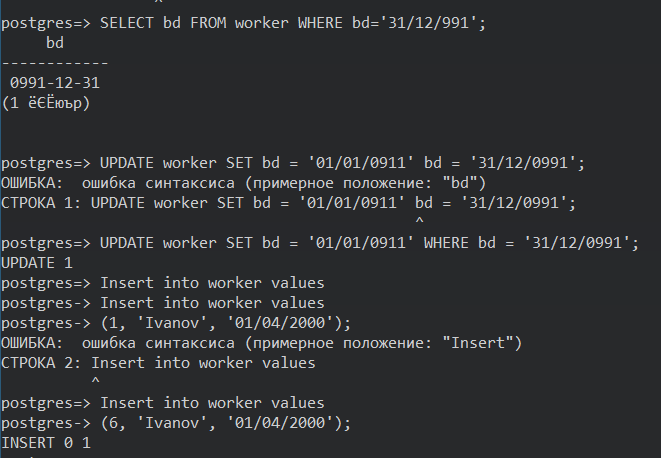 ^
postgres=> SELECT bd FROM worker WHERE bd='31/12/991';
bd
------------
0991-12-31
(1 ёЄЁюър)
postgres=> UPDATE worker SET bd = '01/01/0911' bd = '31/12/0991';
ОШИБКА:  ошибка синтаксиса (примерное положение: "bd")
СТРОКА 1: UPDATE worker SET bd = '01/01/0911' bd = '31/12/0991';
^
postgres=> UPDATE worker SET bd = '01/01/0911' WHERE bd = '31/12/0991';
UPDATE 1
postgres=> Insert into worker values
postgres-> Insert into worker values
postgres-> (1, 'Ivanov', '01/04/2000');
ОШИБКА:  ошибка синтаксиса (примерное положение: "Insert")
СТРОКА 2: Insert into worker values
^
postgres=> Insert into worker values
postgres-> (6, 'Ivanov', '01/04/2000');
INSERT 0 1